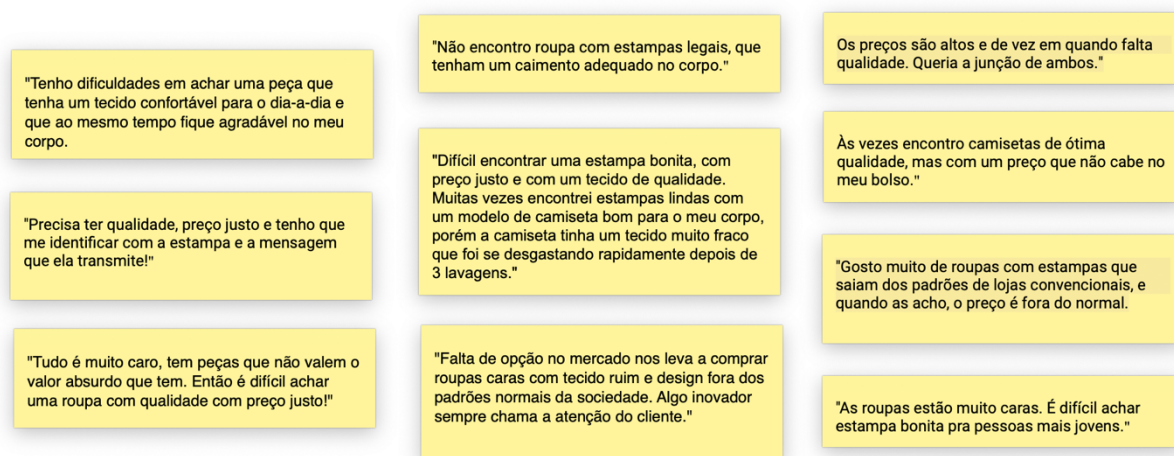 "Tenho dificuldades em achar uma peça que
tenha um tecido confortável para o dia-a-dia e
que ao mesmo tempo fique agradável no meu
corpo.
"Precisa ter qualidade, preço justo e tenho que
me identificar com a estampa e a mensagem
que ela transmite!"
"Tudo é muito caro, tem peças que não valem o
valor absurdo que tem. Então é difícil achar
uma roupa com qualidade com preço justo!"
"Não encontro roupa com estampas legais, que
tenham um caimento adequado no corpo."
"Difícil encontrar uma estampa bonita, com
preço justo e com um tecido de qualidade.
Muitas vezes encontrei estampas lindas com
um modelo de camiseta bom para o meu corpo,
porém a camiseta tinha um tecido muito fraco
que foi se desgastando rapidamente depois de
3 lavagens."
"Falta de opção no mercado nos leva a comprar
roupas caras com tecido ruim e design fora dos
padrões normais da sociedade. Algo inovador
sempre chama a atenção do cliente."
Os preços são altos e de vez em quando falta
qualidade. Queria a junção de ambos."
Às vezes encontro camisetas de ótima
qualidade, mas com um preço que não cabe no
meu bolso."
"Gosto muito de roupas com estampas que
saiam dos padrões de lojas convencionais, e
quando as acho, o preço é fora do normal.
"As roupas estão muito caras. É difícil achar
estampa bonita pra pessoas mais jovens."